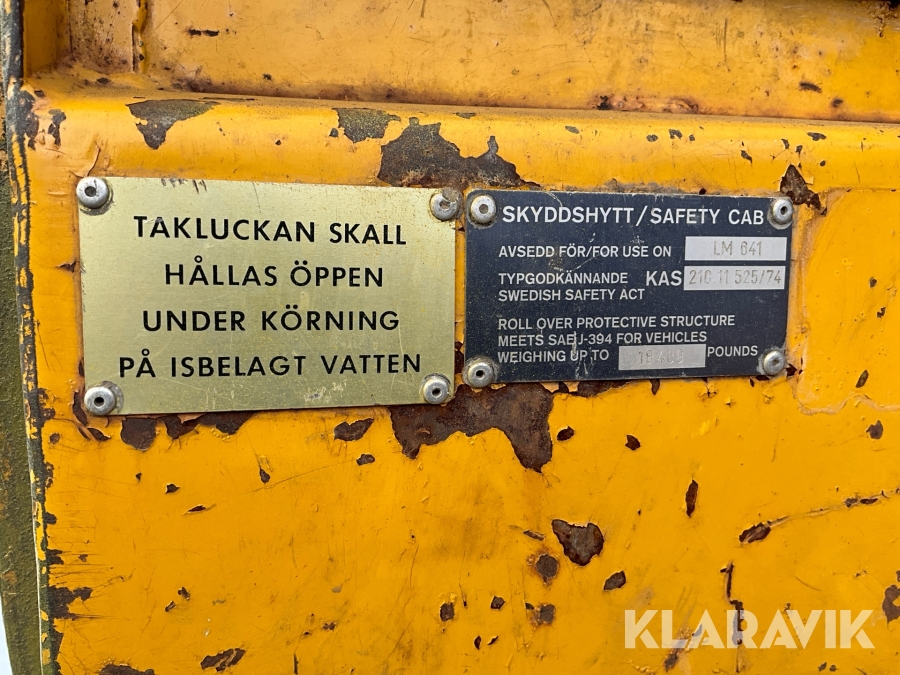 TAKLUCKAN SKALL
HÅLLAS ÖPPEN
UNDER KÖRNING
PÅ ISBELAGT VATTEN
SKYDDSHYTT/SAFETY CAB
AVSEDD FÖR/FOR USE ON LM 641
TYPGODKÄNNANDE KAS 210 11 525/74
SWEDISH SAFETY ACT
ROLL OVER PROTECTIVE STRUCTURE
MEETS SAE J-394 FOR VEHICLES
WEIGHING UP TO POUNDS
KLARAVIK